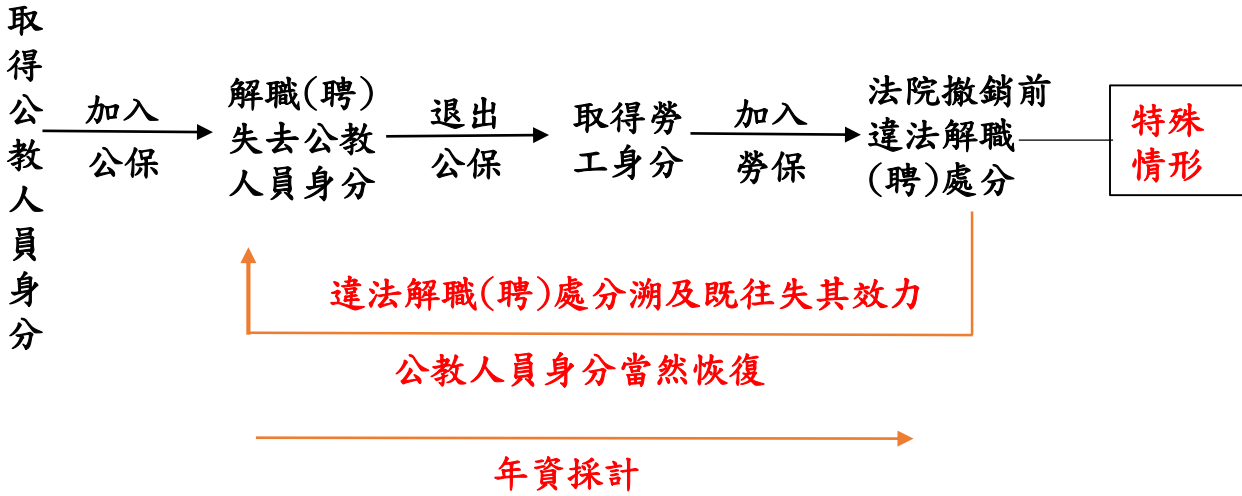 取得公教人員身分
加入
公保
解職(聘)
失去公教
人員身分
退出
公保
取得勞
工身分
加入
勞保
法院撤銷前
違法解職
(聘)處分
特殊
情形
違法解職(聘)處分溯及既往失其效力
公教人員身分當然恢復
年資採計